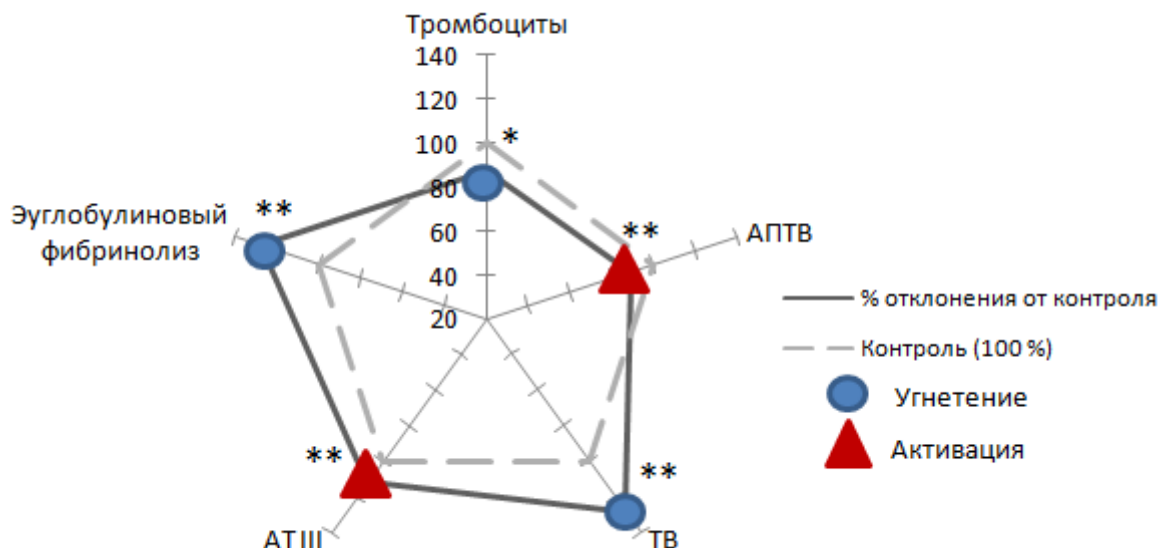 Тромбоциты
140
120
100
80
60
40
20
*
**
**
**
**
Эуглобулиновый
фибринолиз
АПТВ
АТ III
ТВ
% отклонения от контроля
Контроль (100 %)
Угнетение
Активация